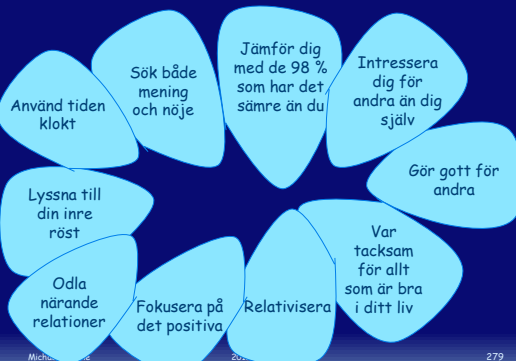 Använd tiden
klokt
Sök både
mening
och nöje
Jämför dig
med de 98 %
som har det
sämre än du
Intressera
dig för
andra än dig
själv
Gör gott för
andra
Var
tacksam
för allt
som är bra
i ditt liv
Relativisera
Fokusera på
det positiva
Odla
närande
relationer
Lyssna till
din inre
röst
279